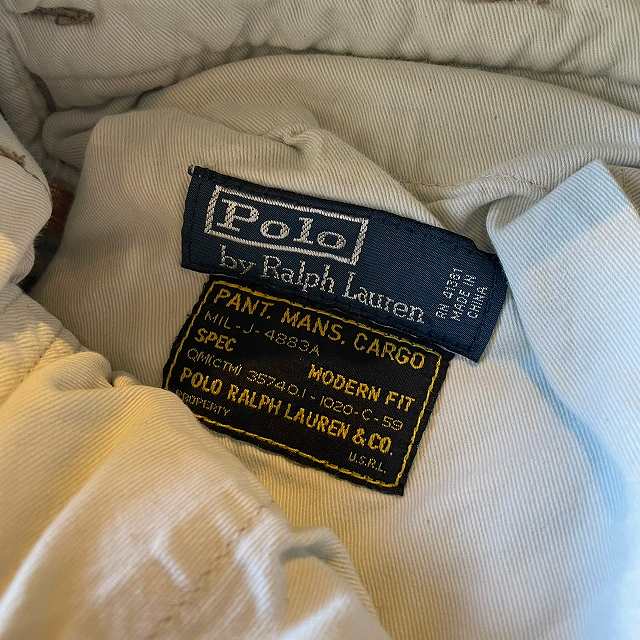 Polo
by Ralph Lauren
RN 41381
MADE IN
CHINA
PANT, MANS, CARGO
MIL-J-4883A
SPEC MODERN FIT
QM(CTM) 3574Q.1-1020-C-59
POLO RALPH LAUREN & CO.
PROPERTY U.S.R.L.